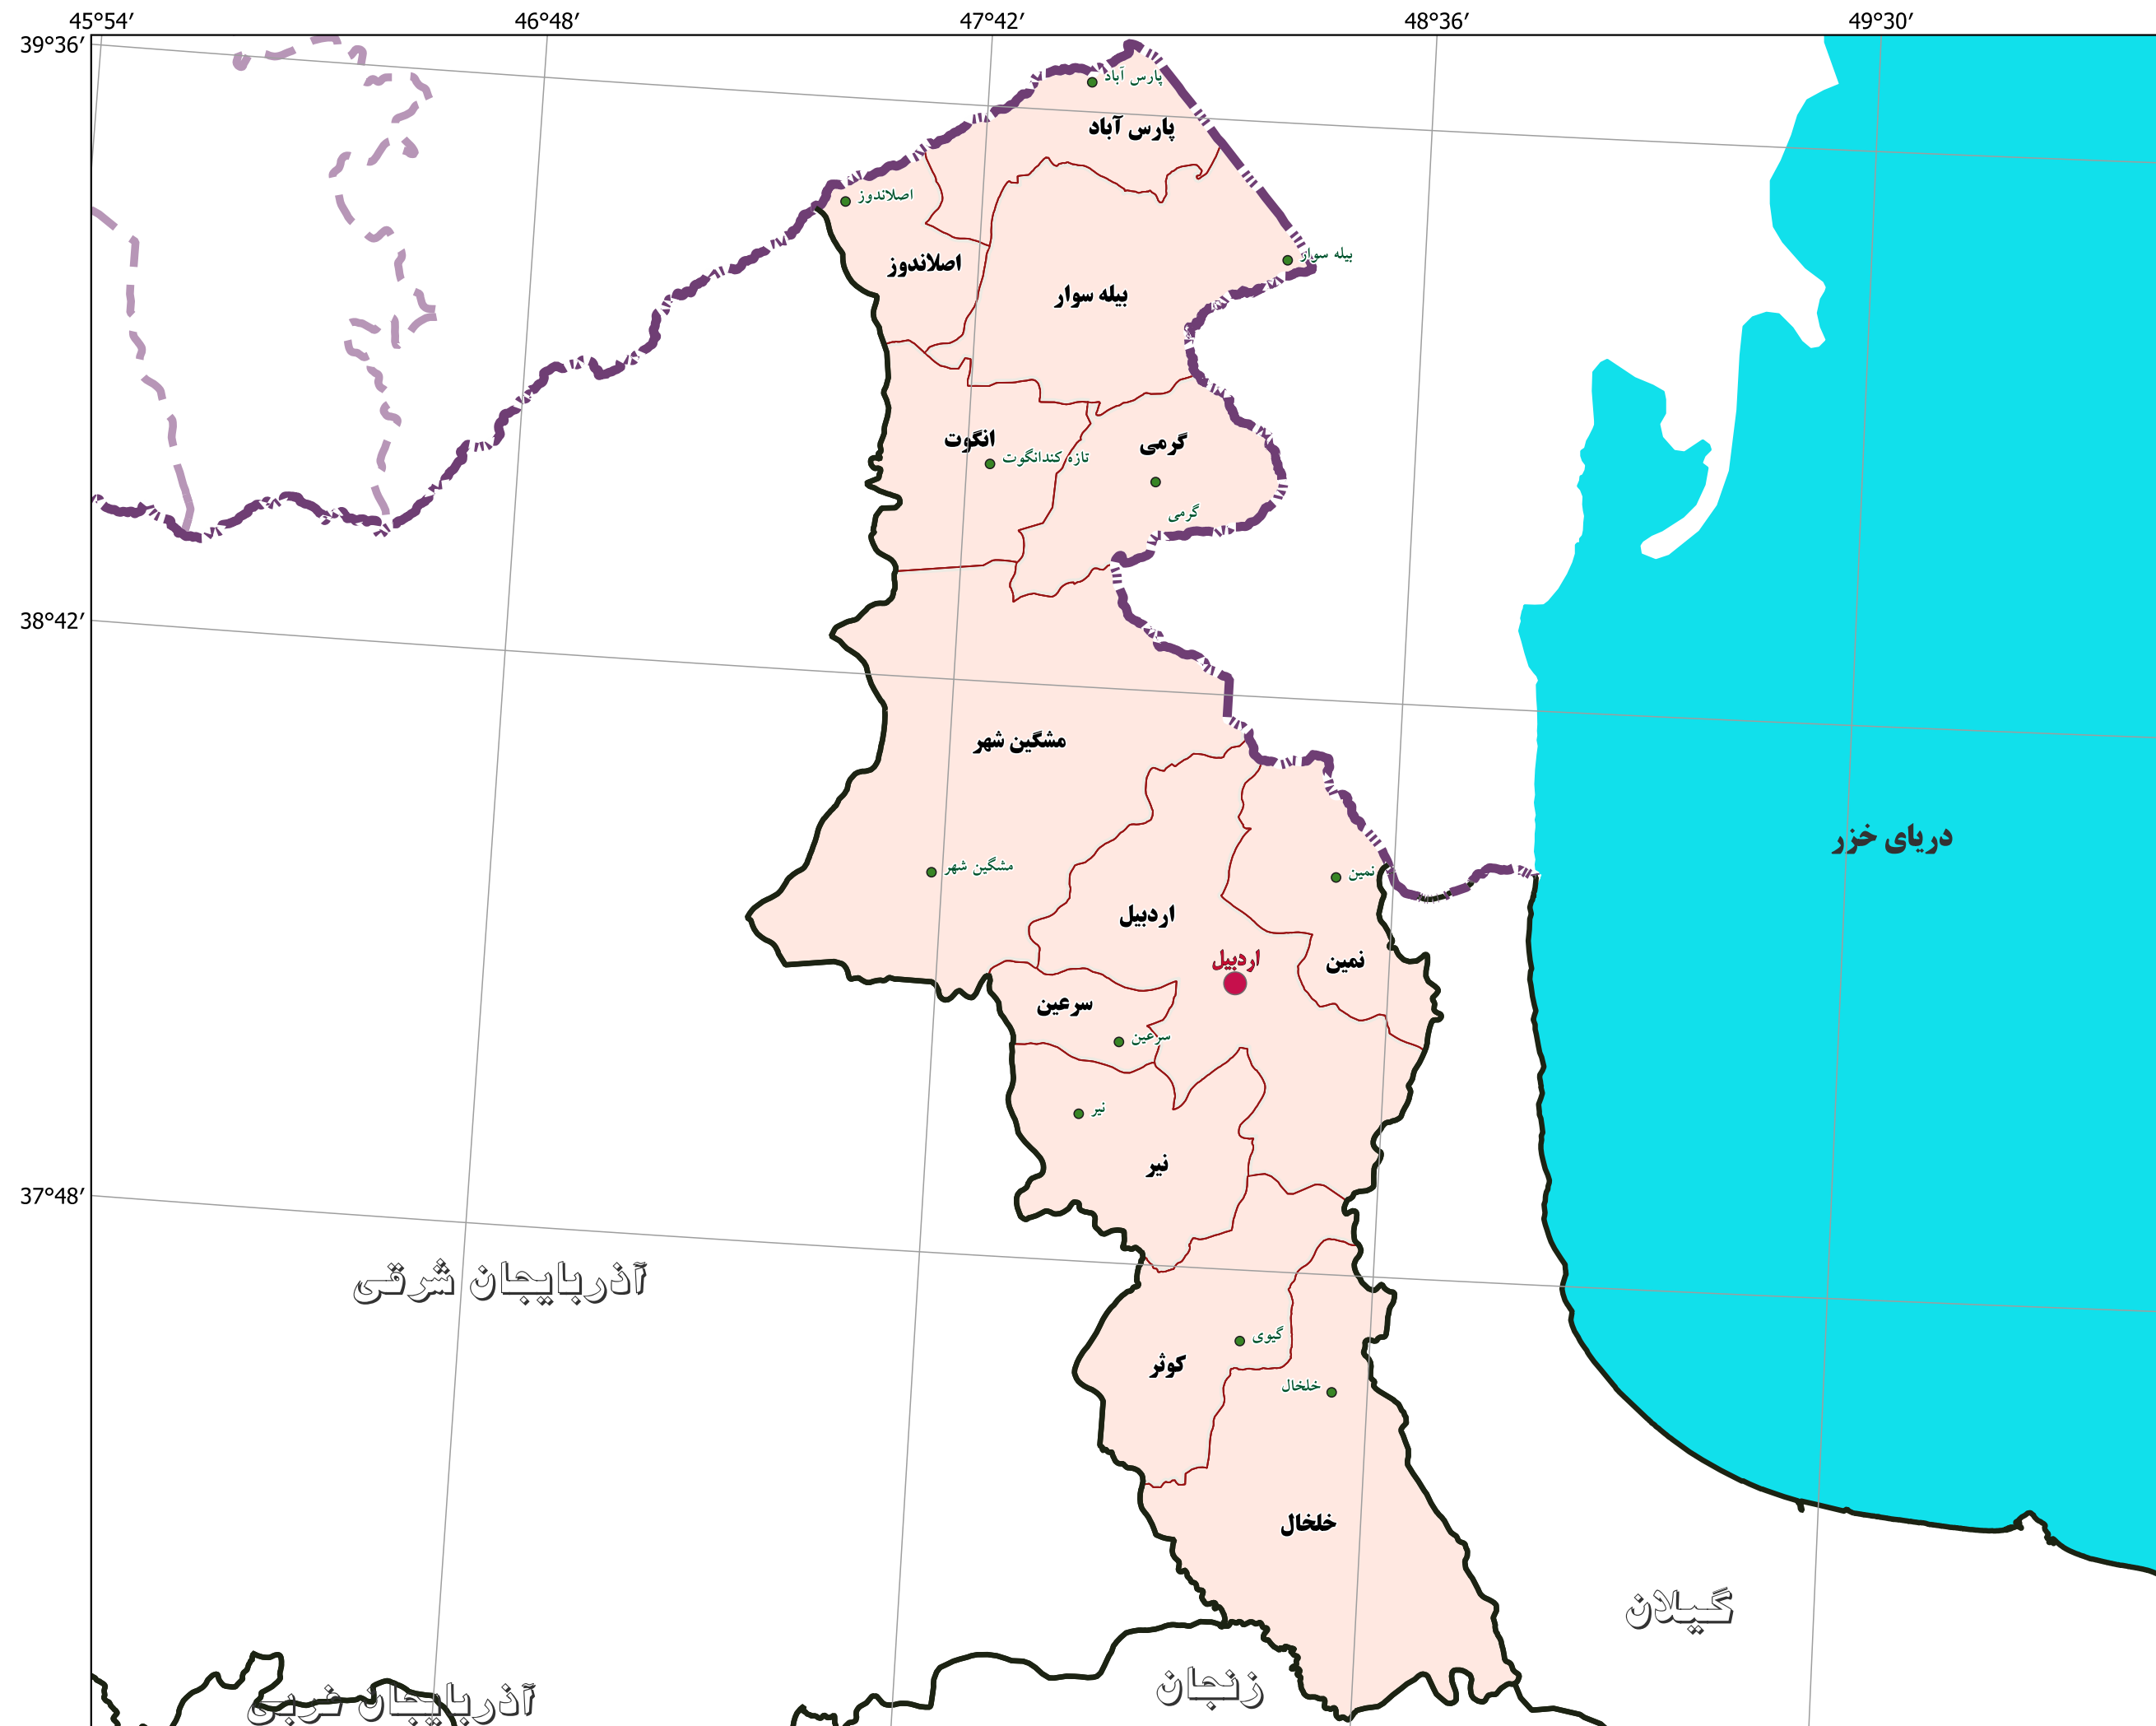 45°54′ 46°48′ 47°42′ 48°36′ 49°30′
39°36′
پارس آباد
پارس آباد
اصلاندوز
بیله سوار
اصلاندوز
بیله سوار
انگوت
گرمی
تازه کندانگوت
گرمی
38°42′
مشگین شهر
دریای خزر
مشگین شهر
نمین
اردبیل
اردبیل
نمین
سرعین
سرعین
نیر
نیر
37°48′
آذربایجان شرقی
گیوی
کوثر
خلخال
خلخال
گیلان
زنجان
آذربایجان غربی